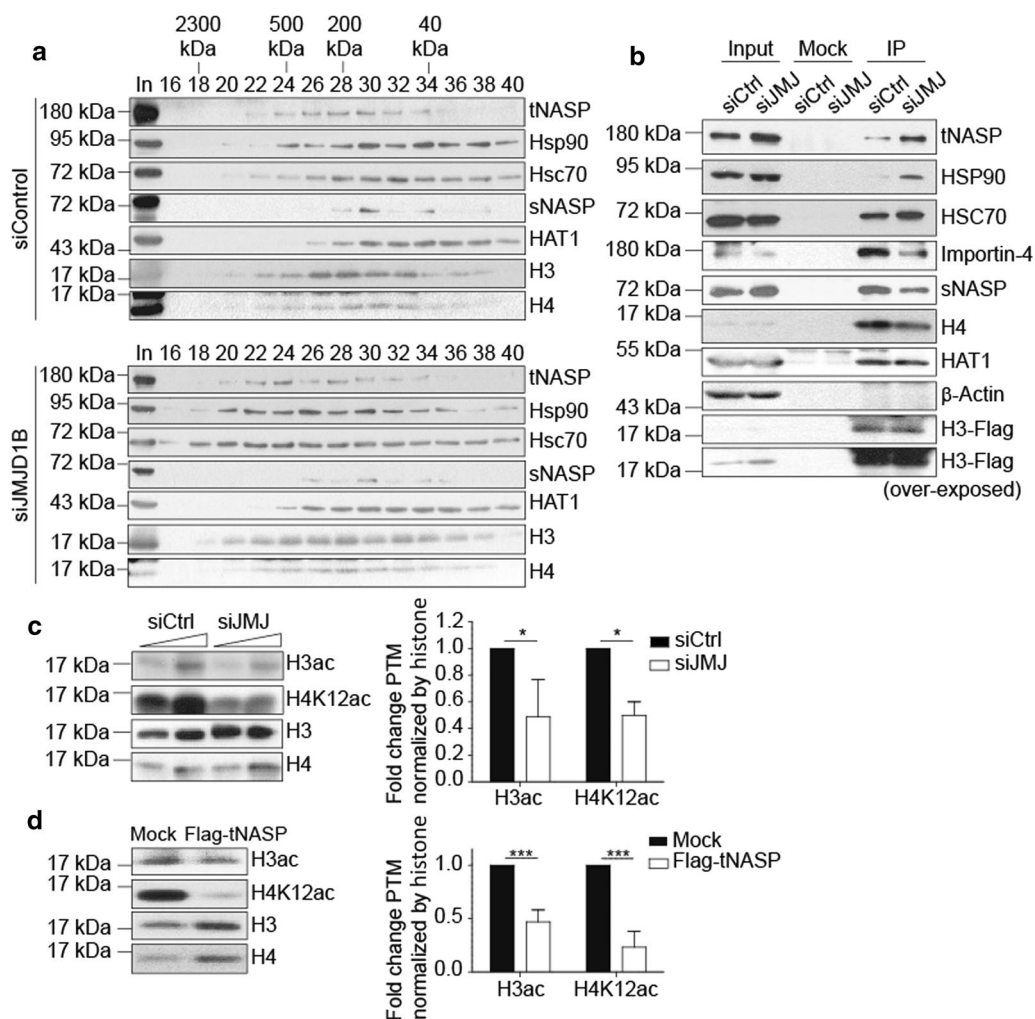 a
2300 kDa 500 kDa 200 kDa 40 kDa
In 16 18 20 22 24 26 28 30 32 34 36 38 40
siControl
180 kDa tNASP
95 kDa Hsp90
72 kDa Hsc70
72 kDa sNASP
43 kDa HAT1
17 kDa H3
17 kDa H4
In 16 18 20 22 24 26 28 30 32 34 36 38 40
siJMJD1B
180 kDa tNASP
95 kDa Hsp90
72 kDa Hsc70
72 kDa sNASP
43 kDa HAT1
17 kDa H3
17 kDa H4
b
Input Mock IP
siCtrl siJMJ siCtrl siJMJ siCtrl siJMJ
180 kDa tNASP
95 kDa HSP90
72 kDa HSC70
180 kDa Importin-4
72 kDa sNASP
17 kDa H4
55 kDa HAT1
β-Actin
43 kDa
17 kDa H3-Flag
17 kDa H3-Flag
(over-exposed)
c
siCtrl siJMJ
17 kDa H3ac
17 kDa H4K12ac
17 kDa H3
17 kDa H4
Fold change PTM
normalized by histone
1.2
1.0
0.8
0.6
0.4
0.2
0.0
* *
H3ac H4K12ac
siCtrl
siJMJ
d
Mock Flag-tNASP
17 kDa H3ac
17 kDa H4K12ac
17 kDa H3
17 kDa H4
Fold change PTM
normalized by histone
1.0
0.5
0.0
*** ***
H3ac H4K12ac
Mock
Flag-tNASP